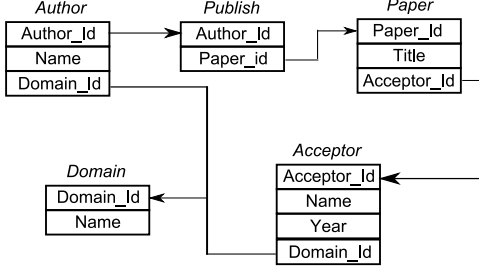 Author
Author_Id
Name
Domain_Id
Publish
Author_Id
Paper_id
Paper
Paper_Id
Title
Acceptor_Id
Domain
Domain_Id
Name
Acceptor
Acceptor_Id
Name
Year
Domain_Id